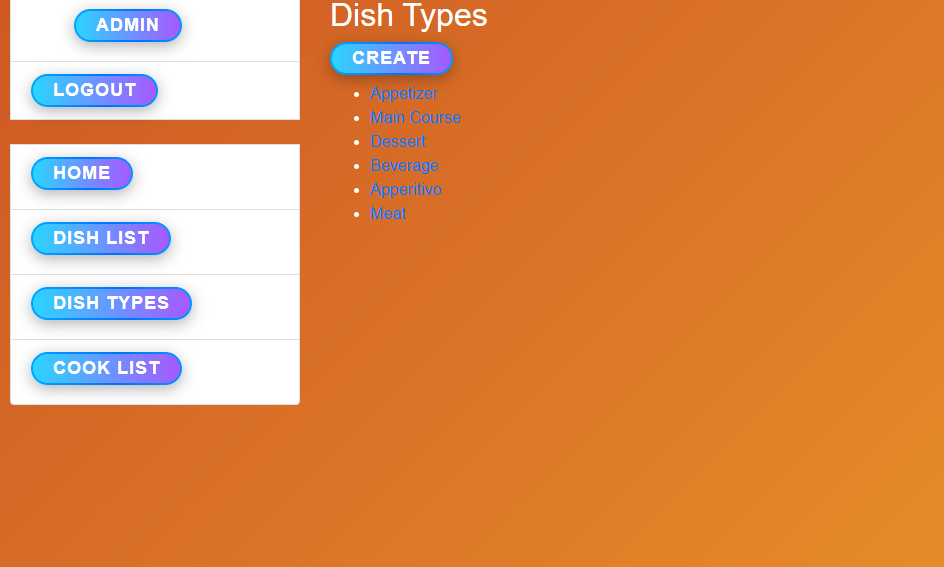 ADMIN
LOGOUT
HOME
DISH LIST
DISH TYPES
COOK LIST
Dish Types
CREATE
Appetizer
Main Course
Dessert
Beverage
Apperitivo
Meat